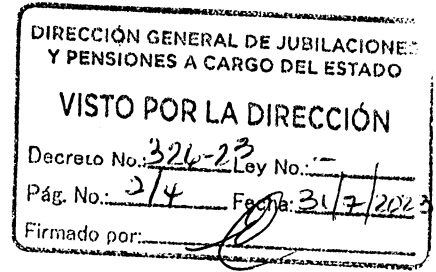 DIRECCIÓN GENERAL DE JUBILACIONES
Y PENSIONES A CARGO DEL ESTADO
VISTO POR LA DIRECCIÓN
Decreto No.: 324-23 Ley No.: -
Pág. No.: 2/4 Fecha: 31/7/2023
Firmado por: